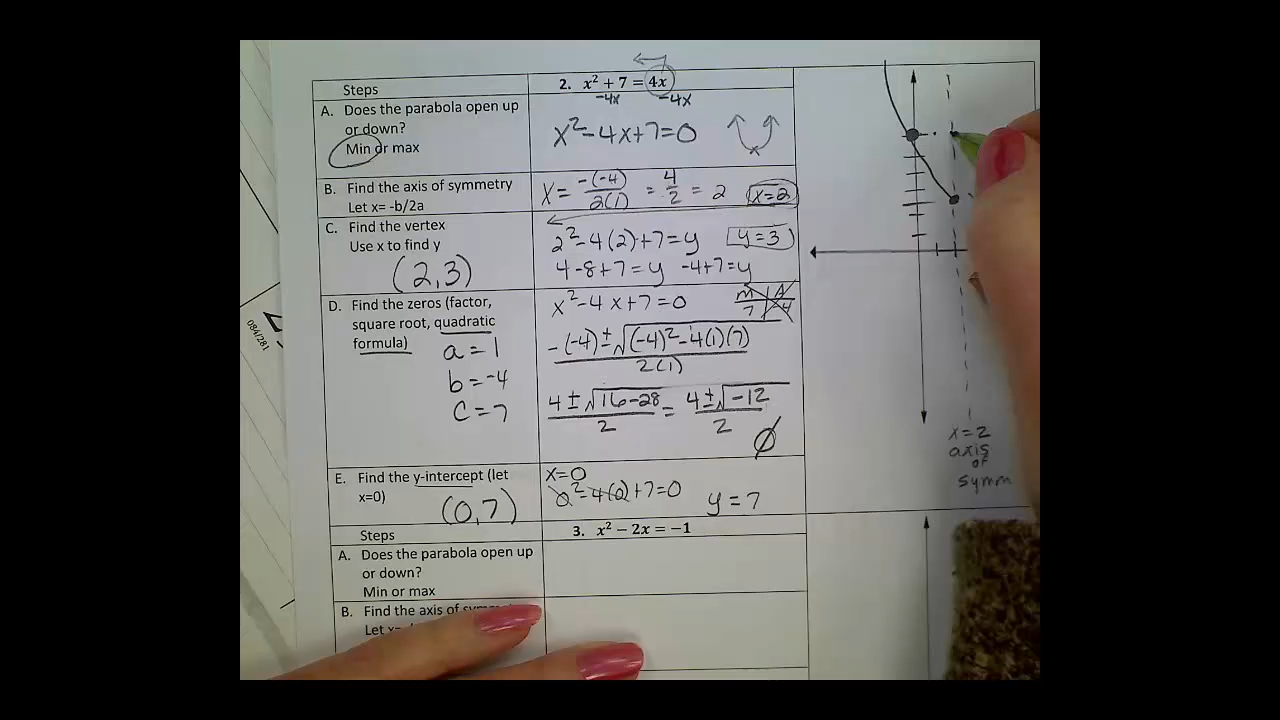 Steps
2. x² + 7 = 4x
-4x -4x
A. Does the parabola open up
or down?
Min or max
x²-4x+7=0
B. Find the axis of symmetry
Let x= -b/2a
x = -(-4)/2(1) = 4/2 = 2 x=2
C. Find the vertex
Use x to find y
(2,3)
2²-4(2)+7=y y=3
4-8+7=y -4+7=y
D. Find the zeros (factor,
square root, quadratic
formula)
a=1
b=-4
c=7
x²-4x+7=0
M A
7 4
-(-4)±√(-4)²-4(1)(7)
2(1)
4±√16-28 / 2 = 4±√-12 / 2
∅
E. Find the y-intercept (let
x=0)
(0,7)
x=0
0²-4(0)+7=0 y=7
x=2
axis
of
symm
Steps
3. x² − 2x = −1
A. Does the parabola open up
or down?
Min or max
B. Find the axis of
Let
084/281